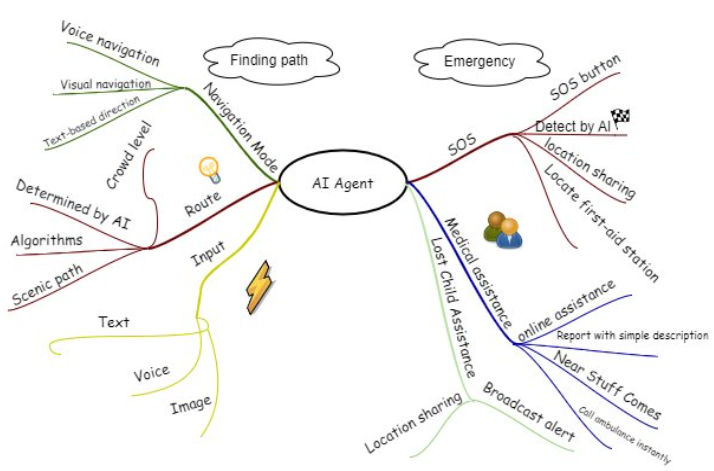 Finding path
Emergency
AI Agent
Navigation Mode
Voice navigation
Visual navigation
Text-based direction
Route
Crowd level
Determined by AI
Algorithms
Scenic path
Input
Text
Voice
Image
SOS
SOS button
Detect by AI
location sharing
Locate first-aid station
Medical assistance
online assistance
Report with simple description
Near Stuff Comes
Call ambulance instantly
Lost Child Assistance
Location sharing
Broadcast alert